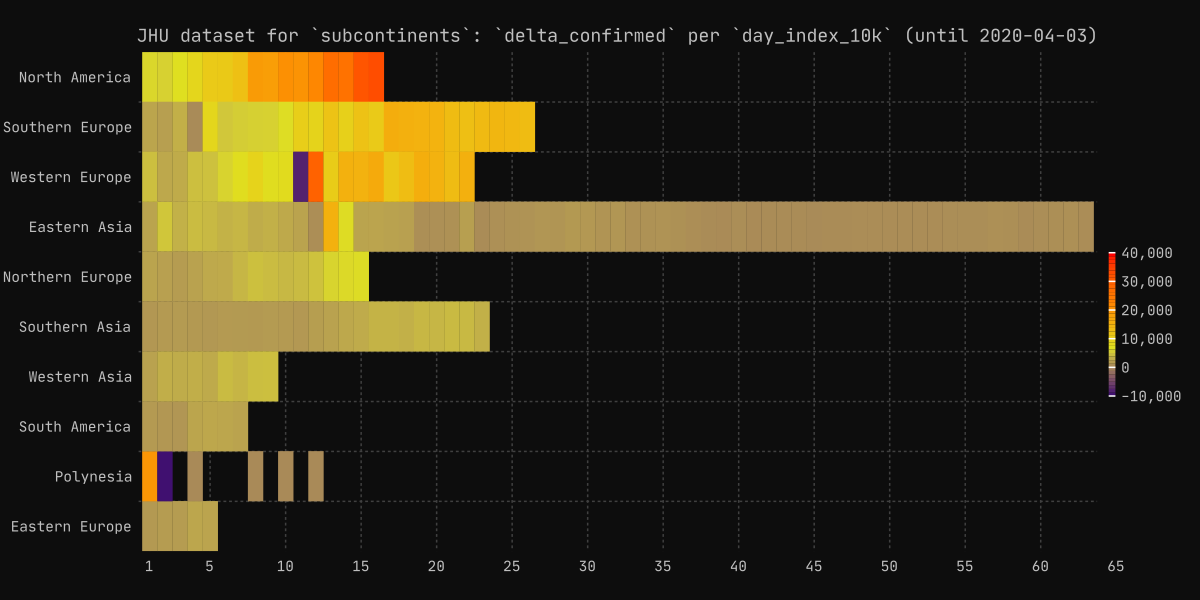 JHU dataset for `subcontinents`: `delta_confirmed` per `day_index_10k` (until 2020-04-03)
North America
Southern Europe
Western Europe
Eastern Asia
Northern Europe
Southern Asia
Western Asia
South America
Polynesia
Eastern Europe
1 5 10 15 20 25 30 35 40 45 50 55 60 65
40,000
30,000
20,000
10,000
0
-10,000